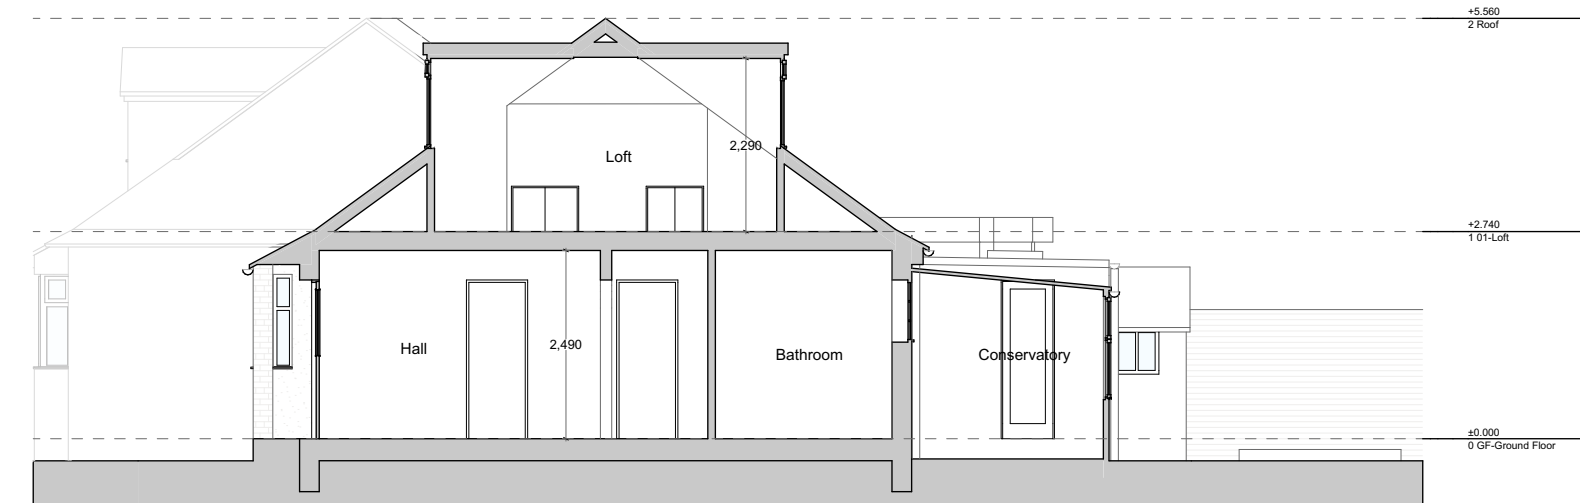 +5.560
2 Roof
2,290
Loft
+2.740
1 01-Loft
Hall
2,490
Bathroom
Conservatory
±0.000
0 GF-Ground Floor